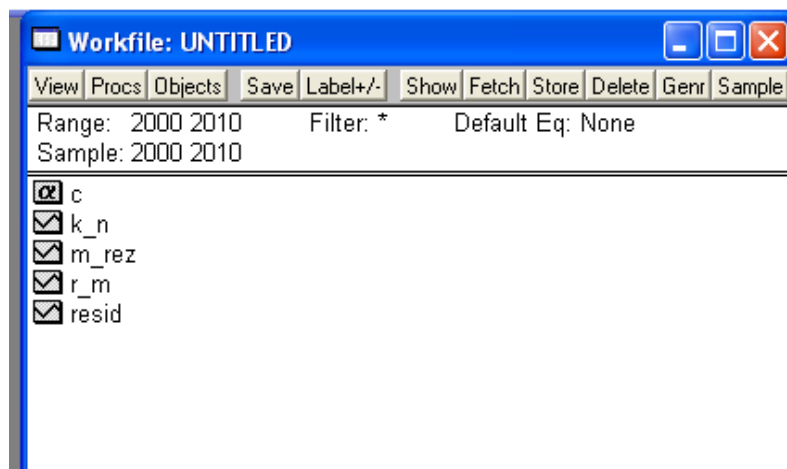 Workfile: UNTITLED
View Procs Objects Save Label+/- Show Fetch Store Delete Genr Sample
Range: 2000 2010 Filter: * Default Eq: None
Sample: 2000 2010
α c
k_n
m_rez
r_m
resid